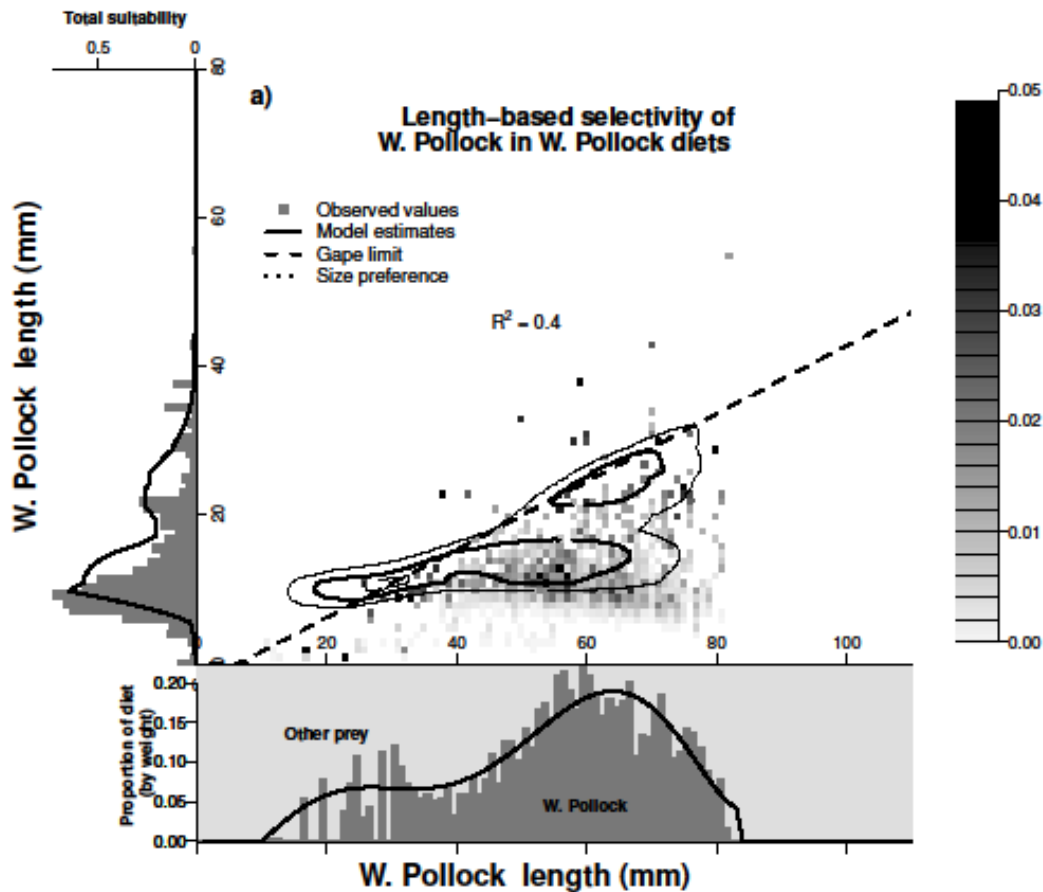 Total suitability
0.5 0
a)
Length-based selectivity of
W. Pollock in W. Pollock diets
Observed values
Model estimates
Gape limit
Size preference
R² - 0.4
W. Pollock length (mm)
80
60
40
20
0
0.05
0.04
0.03
0.02
0.01
0.00
0 20 40 60 80 100
Proportion of diet
(by weight)
0.20
0.15
0.10
0.05
0.00
Other prey
W. Pollock
W. Pollock length (mm)